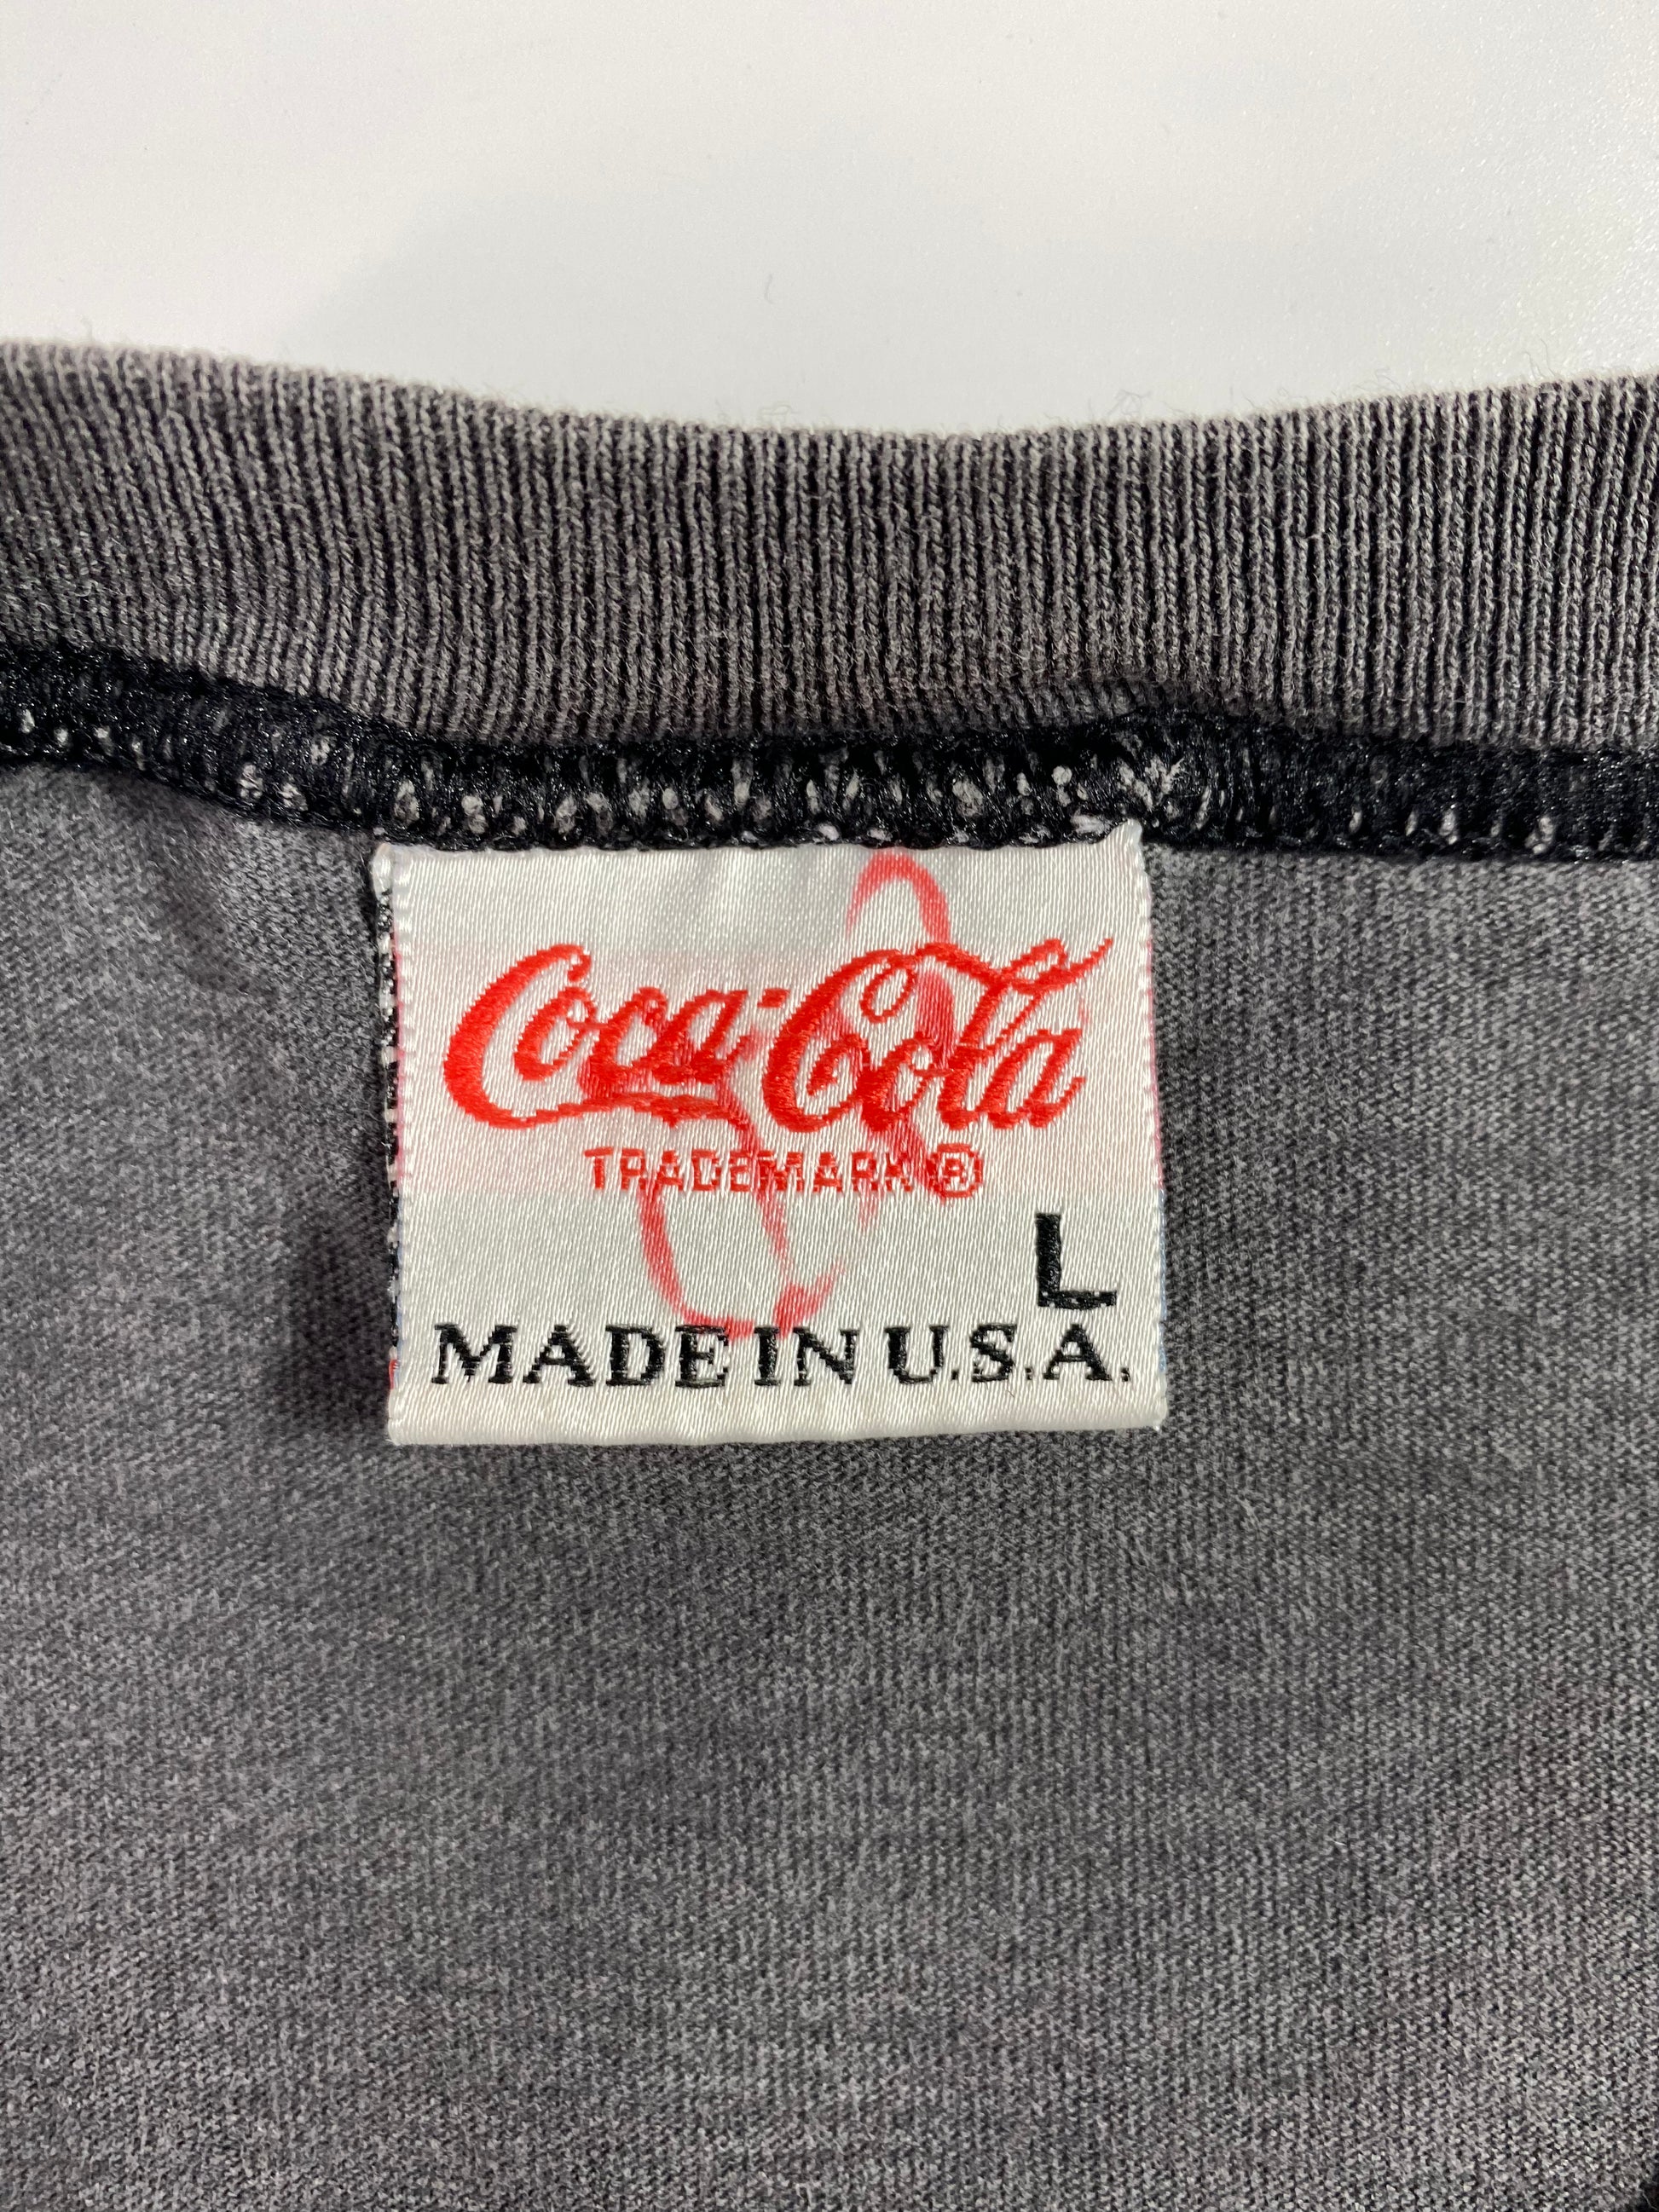 Coca-Cola
TRADEMARK ®
L
MADE IN U.S.A.